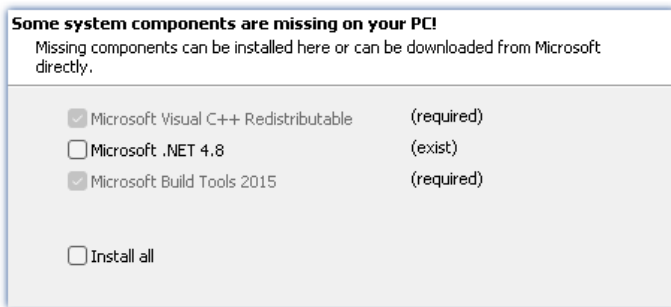 Some system components are missing on your PC!
Missing components can be installed here or can be downloaded from Microsoft
directly.
Microsoft Visual C++ Redistributable (required)
Microsoft .NET 4.8 (exist)
Microsoft Build Tools 2015 (required)
Install all